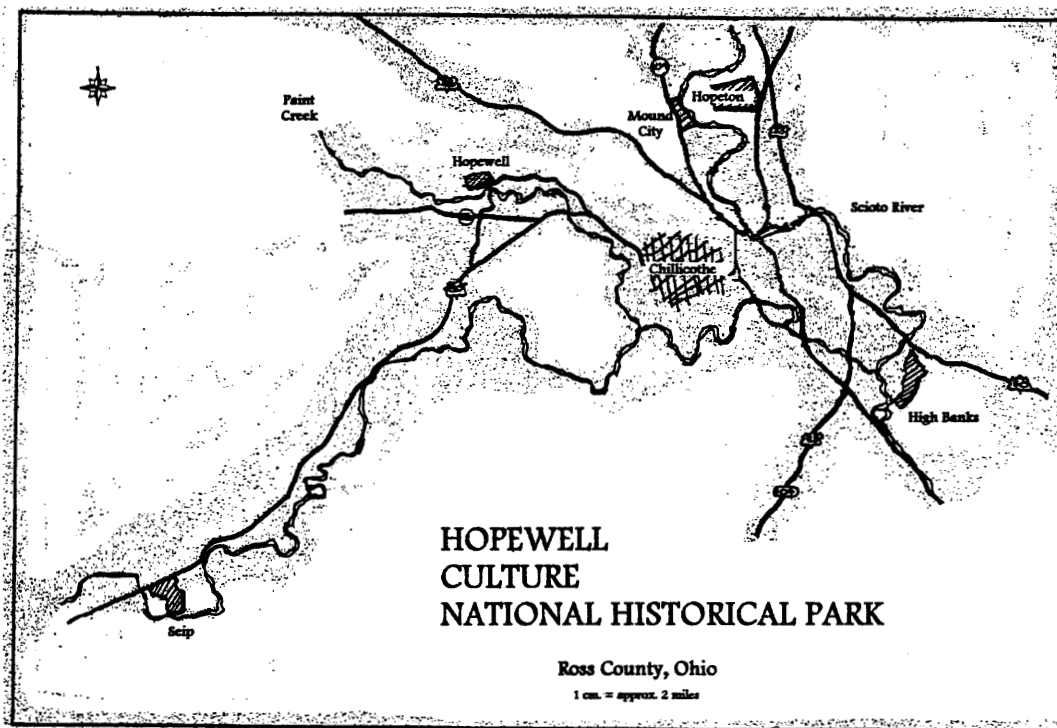 Paint
Creek
Hopewell
Mound
City
Hopeton
Scioto River
Chillicothe
High Banks
Seip
HOPEWELL
CULTURE
NATIONAL HISTORICAL PARK
Ross County, Ohio
1 cm. = approx. 2 miles